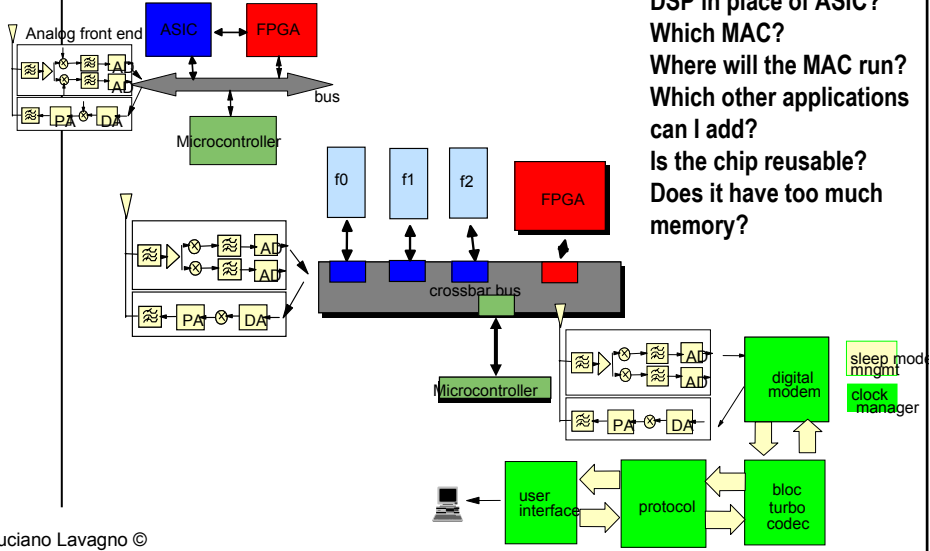 DSP in place of ASIC?
Which MAC?
Where will the MAC run?
Which other applications
can I add?
Is the chip reusable?
Does it have too much
memory?
Analog front end
ASIC
FPGA
AD
AD
PA
DA
bus
Microcontroller
f0
f1
f2
FPGA
AD
AD
PA
DA
crossbar bus
Microcontroller
AD
AD
PA
DA
digital
modem
sleep mode
mngmt
clock
manager
user
interface
protocol
bloc
turbo
codec
uciano Lavagno ©